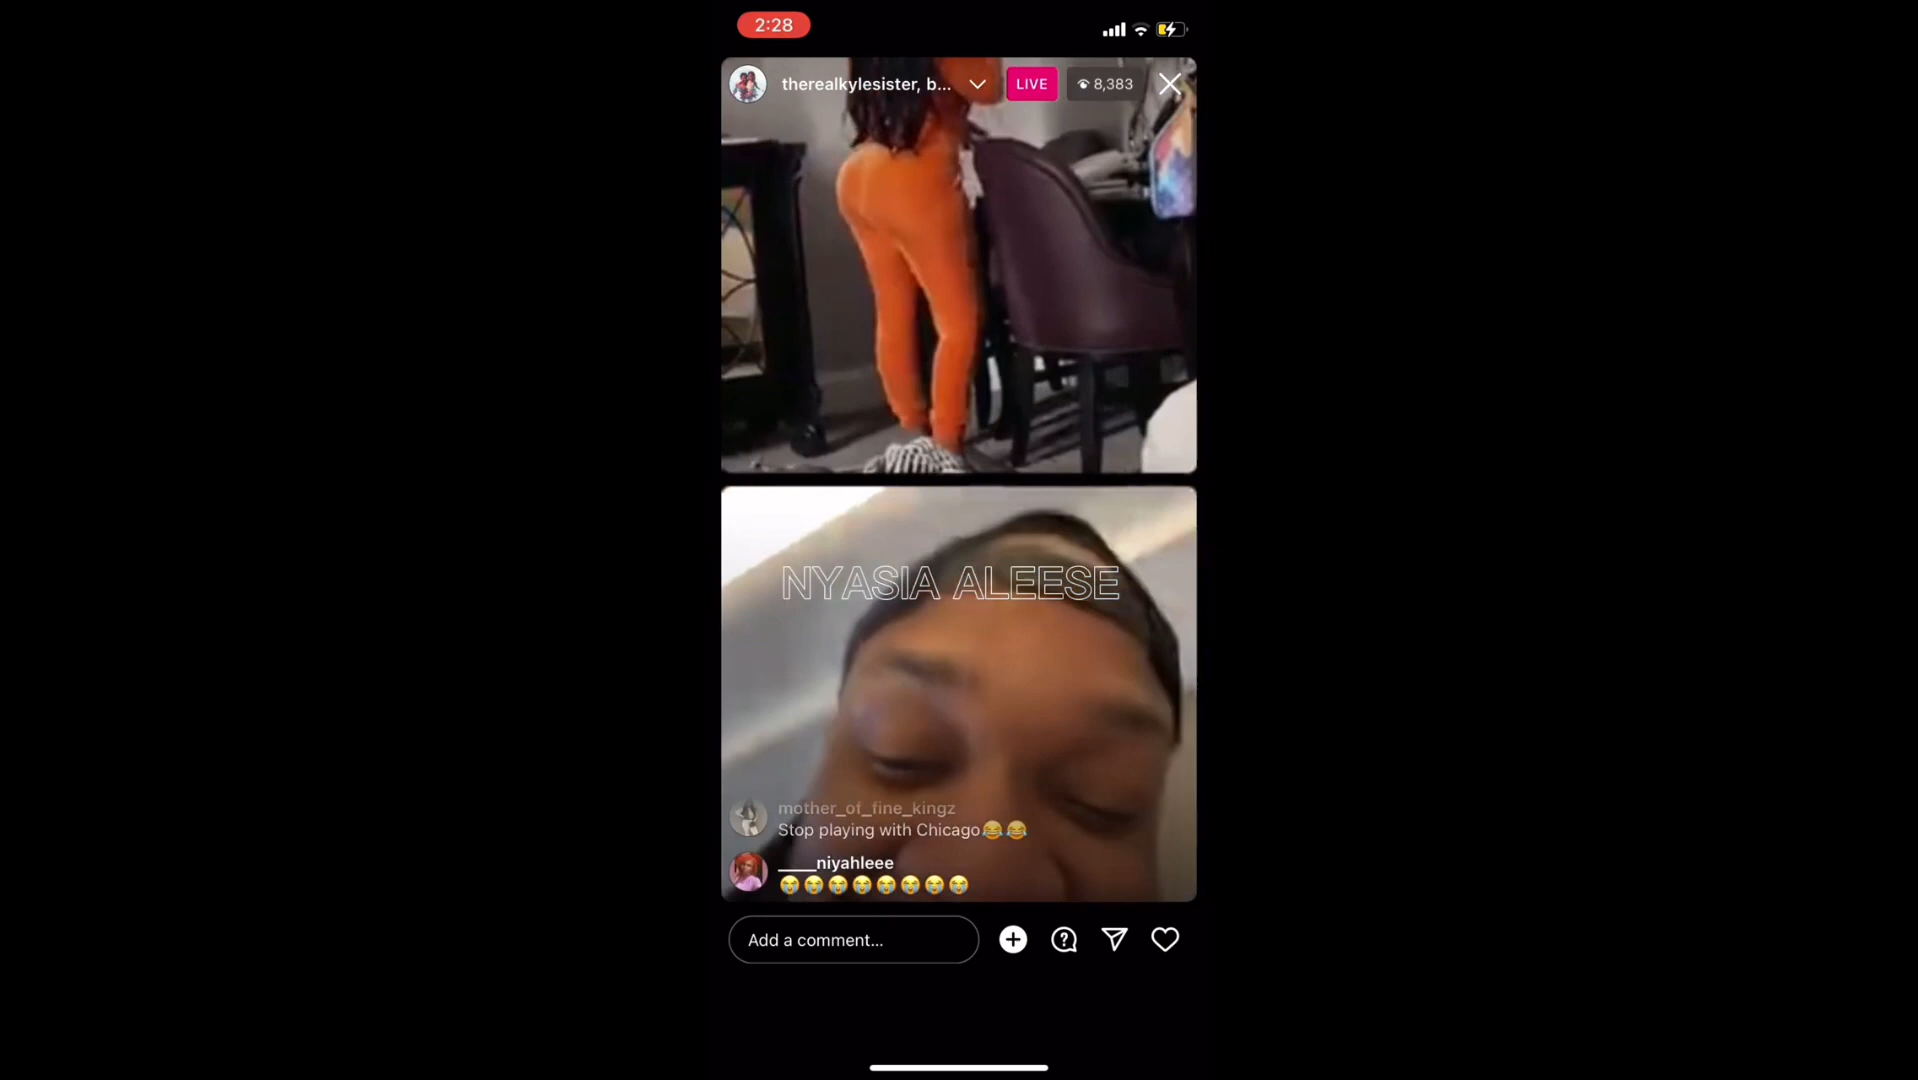 2:28
therealkylesister, b...
LIVE
8,383
NYASIA ALEESE
mother_of_fine_kingz
Stop playing with Chicago😂😂
____niyahleee
😭😭😭😭😭😭😭😭
Add a comment...